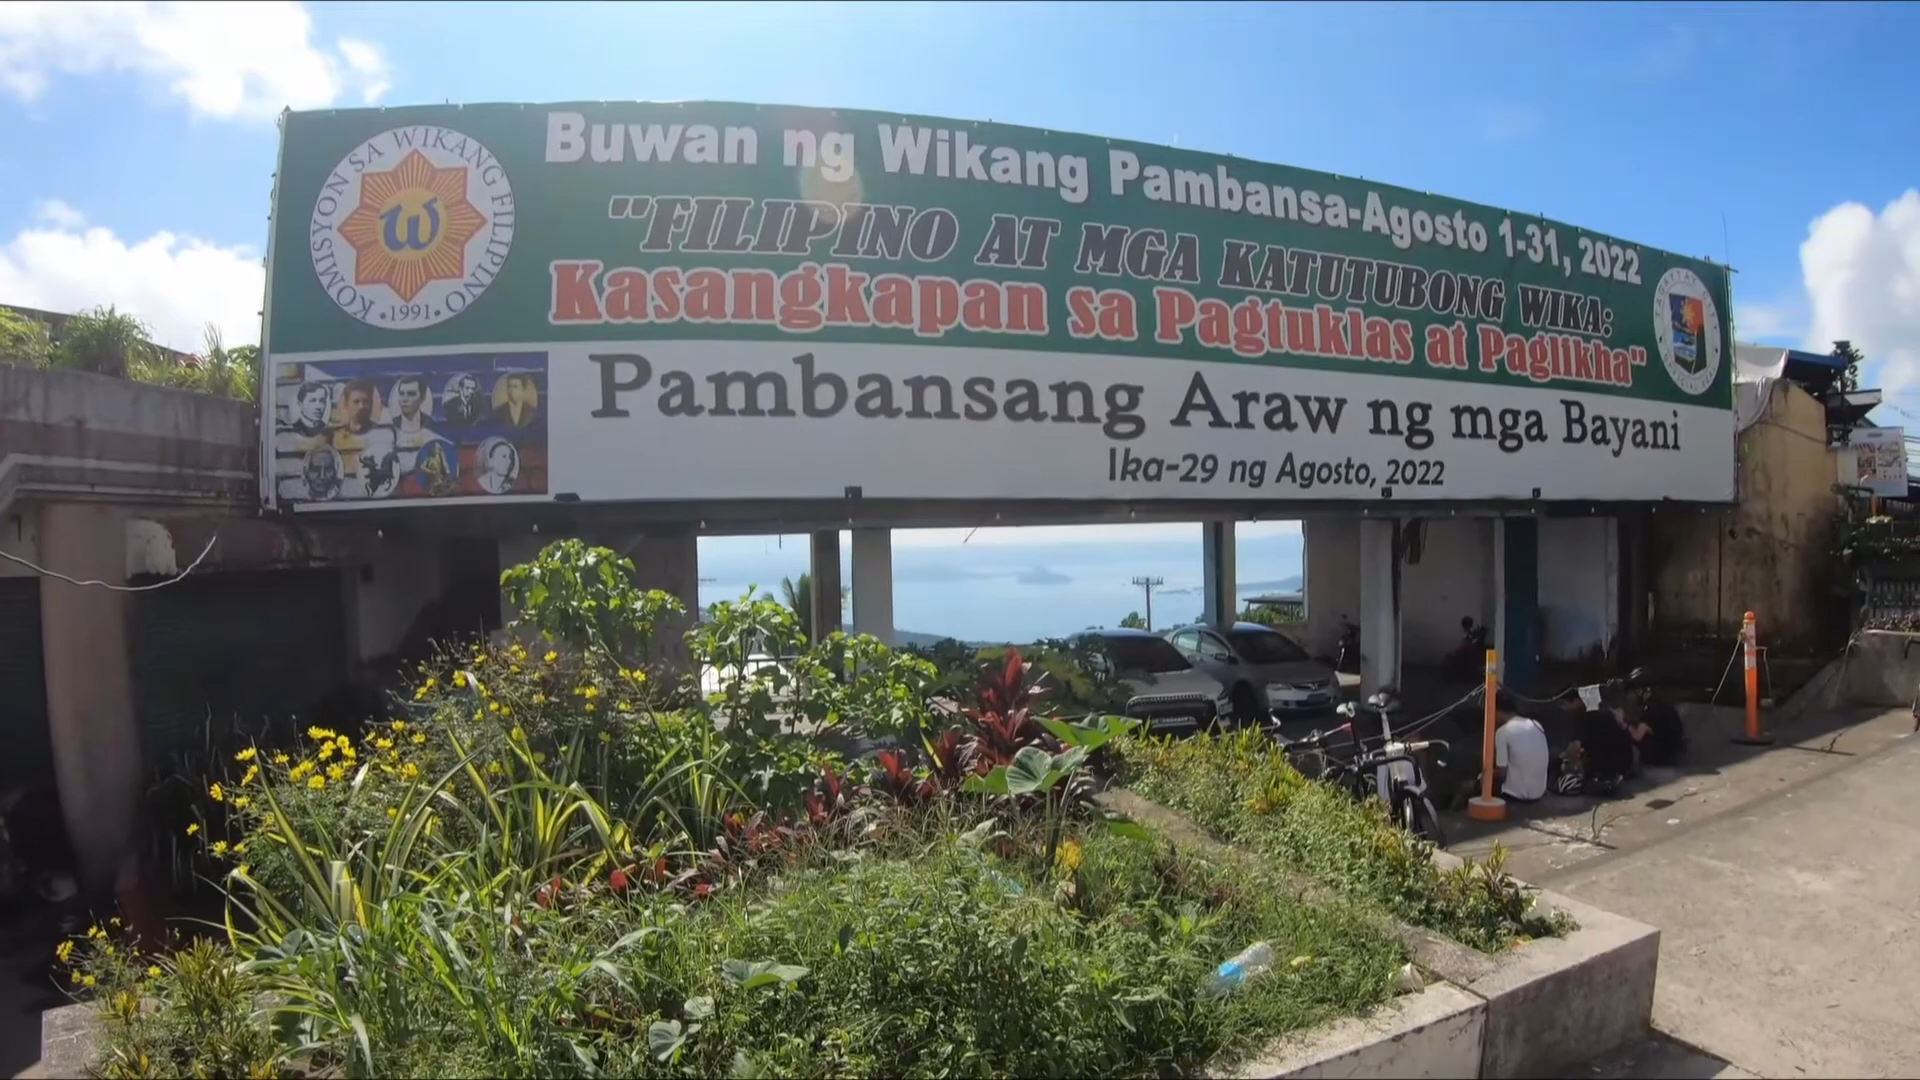 KOMISYON SA WIKANG FILIPINO
•1991•
w
Buwan ng Wikang Pambansa-Agosto 1-31, 2022
"FILIPINO AT MGA KATUTUBONG WIKA:
Kasangkapan sa Pagtuklas at Paglikha"
Pambansang Araw ng mga Bayani
Ika-29 ng Agosto, 2022